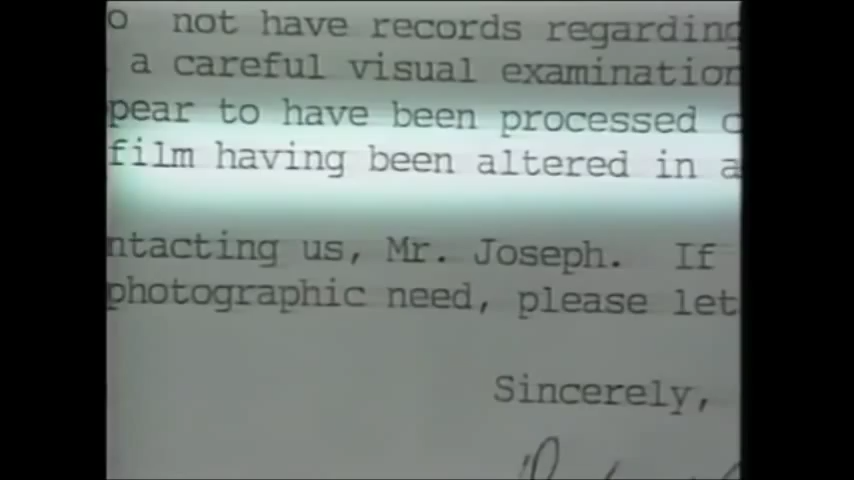 o not have records regarding
a careful visual examination
pear to have been processed
film having been altered in a
ntacting us, Mr. Joseph. If
photographic need, please let
Sincerely,